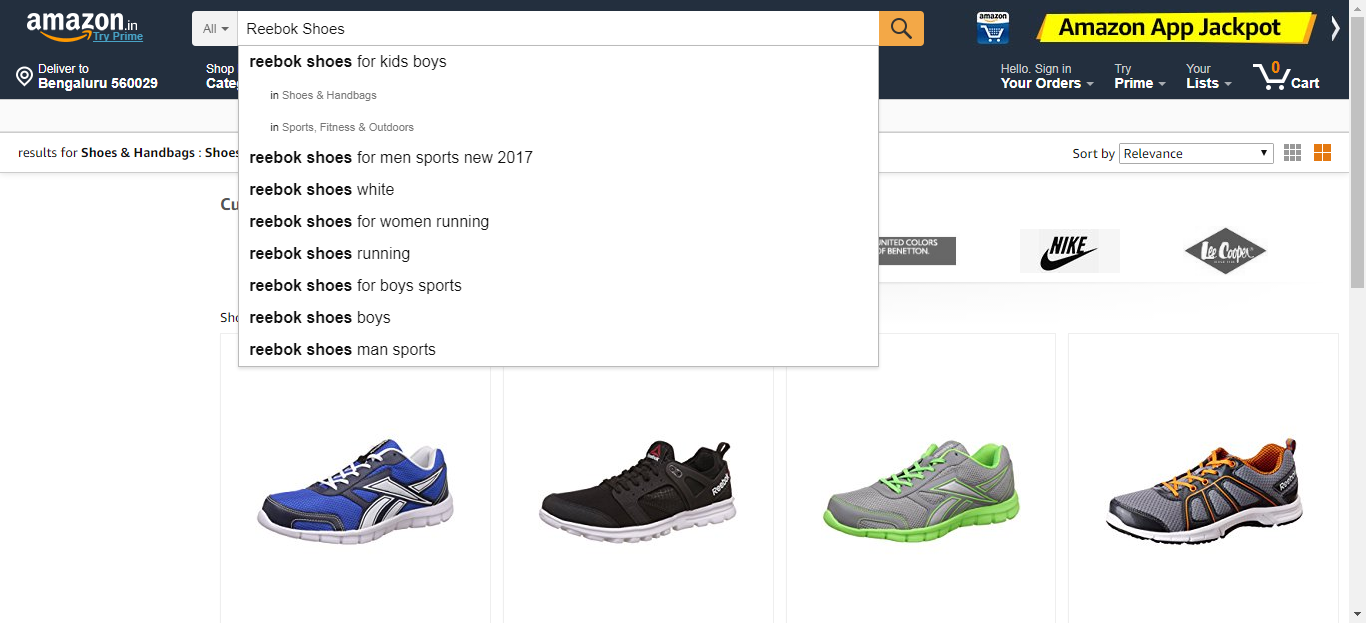 amazon.in
Try Prime
All
Reebok Shoes
amazon
Amazon App Jackpot
Deliver to
Bengaluru 560029
Shop
Hello. Sign in
Your Orders
Try
Prime
Your
Lists
0
Cart
reebok shoes for kids boys
in Shoes & Handbags
in Sports, Fitness & Outdoors
reebok shoes for men sports new 2017
reebok shoes white
reebok shoes for women running
reebok shoes running
reebok shoes for boys sports
reebok shoes boys
reebok shoes man sports
results for Shoes & Handbags : Shoes
Sort by
Relevance
UNITED COLORS
OF BENETTON.
NIKE
Lee Cooper
Reebok
Reebok